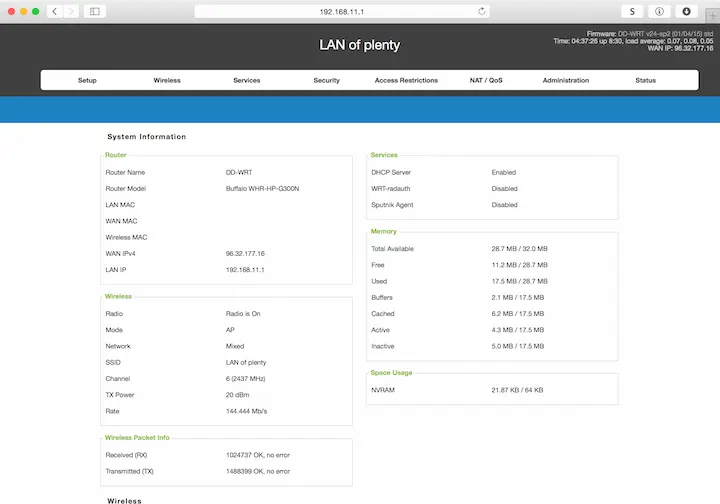 192.168.11.1
S
Firmware: DD-WRT v24-sp2 (01/04/15) std
Time: 04:37:26 up 8:30, load average: 0.07, 0.08, 0.05
WAN IP: 96.32.177.16
LAN of plenty
Setup Wireless Services Security Access Restrictions NAT / QoS Administration Status
System Information
Router
Router Name DD-WRT
Router Model Buffalo WHR-HP-G300N
LAN MAC
WAN MAC
Wireless MAC
WAN IPv4 96.32.177.16
LAN IP 192.168.11.1
Wireless
Radio Radio is On
Mode AP
Network Mixed
SSID LAN of plenty
Channel 6 (2437 MHz)
TX Power 20 dBm
Rate 144.444 Mb/s
Wireless Packet Info
Received (RX) 1024737 OK, no error
Transmitted (TX) 1488399 OK, no error
Wireless
Services
DHCP Server Enabled
WRT-radauth Disabled
Sputnik Agent Disabled
Memory
Total Available 28.7 MB / 32.0 MB
Free 11.2 MB / 28.7 MB
Used 17.5 MB / 28.7 MB
Buffers 2.1 MB / 17.5 MB
Cached 6.2 MB / 17.5 MB
Active 4.3 MB / 17.5 MB
Inactive 5.0 MB / 17.5 MB
Space Usage
NVRAM 21.87 KB / 64 KB